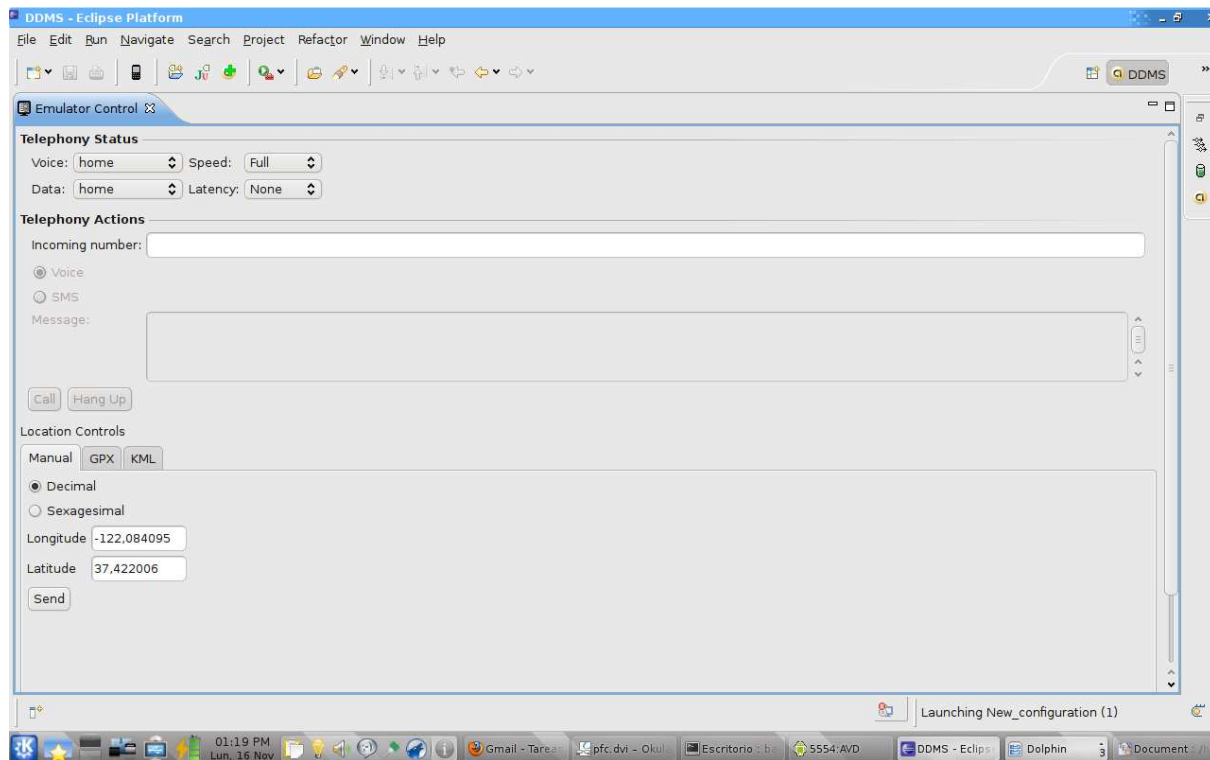 DDMS - Eclipse Platform
File Edit Run Navigate Search Project Refactor Window Help
DDMS
Emulator Control
Telephony Status
Voice: home Speed: Full
Data: home Latency: None
Telephony Actions
Incoming number:
Voice
SMS
Message:
Call Hang Up
Location Controls
Manual GPX KML
Decimal
Sexagesimal
Longitude -122,084095
Latitude 37,422006
Send
Launching New_configuration (1)
01:19 PM
Lun, 16 Nov
Gmail - Tarea pfc.dvi - Okul Escritorio : 5554:AVD DDMS - Eclips Dolphin 3 Document